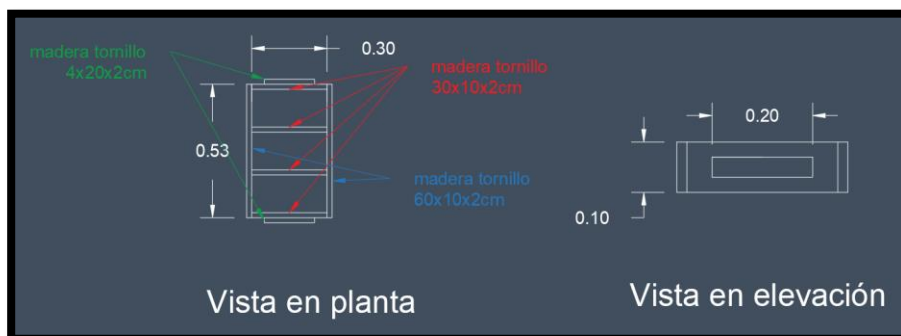 0.30
madera tornillo
4x20x2cm
madera tornillo
30x10x2cm
0.20
0.53
madera tornillo
60x10x2cm
0.10
Vista en planta
Vista en elevación